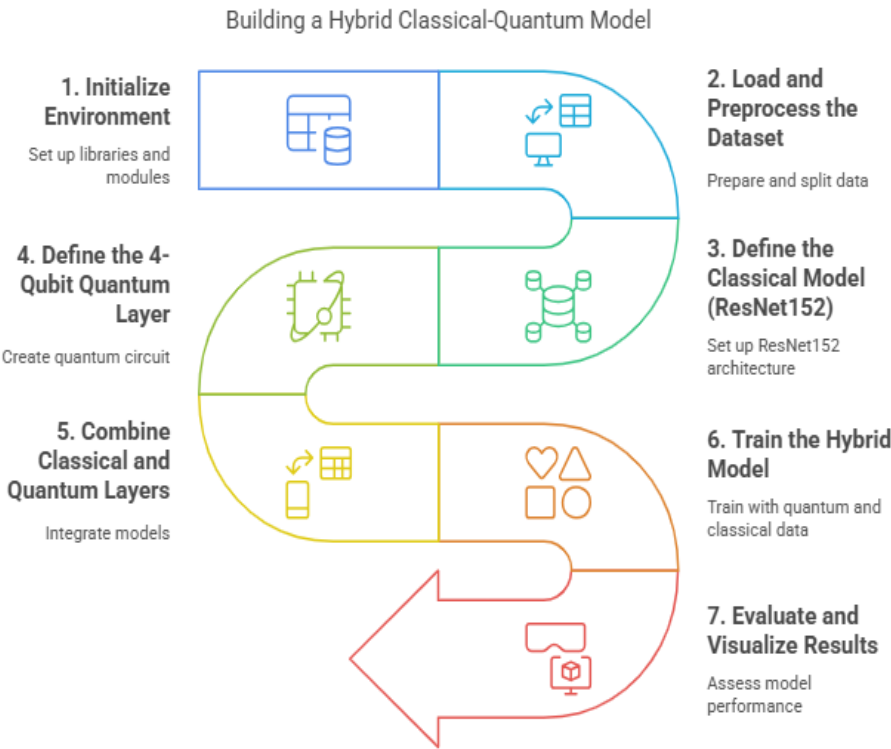 Building a Hybrid Classical-Quantum Model
1. Initialize
Environment
Set up libraries and
modules
2. Load and
Preprocess the
Dataset
Prepare and split data
3. Define the
Classical Model
(ResNet152)
Set up ResNet152
architecture
4. Define the 4-
Qubit Quantum
Layer
Create quantum circuit
5. Combine
Classical and
Quantum Layers
Integrate models
6. Train the Hybrid
Model
Train with quantum and
classical data
7. Evaluate and
Visualize Results
Assess model
performance